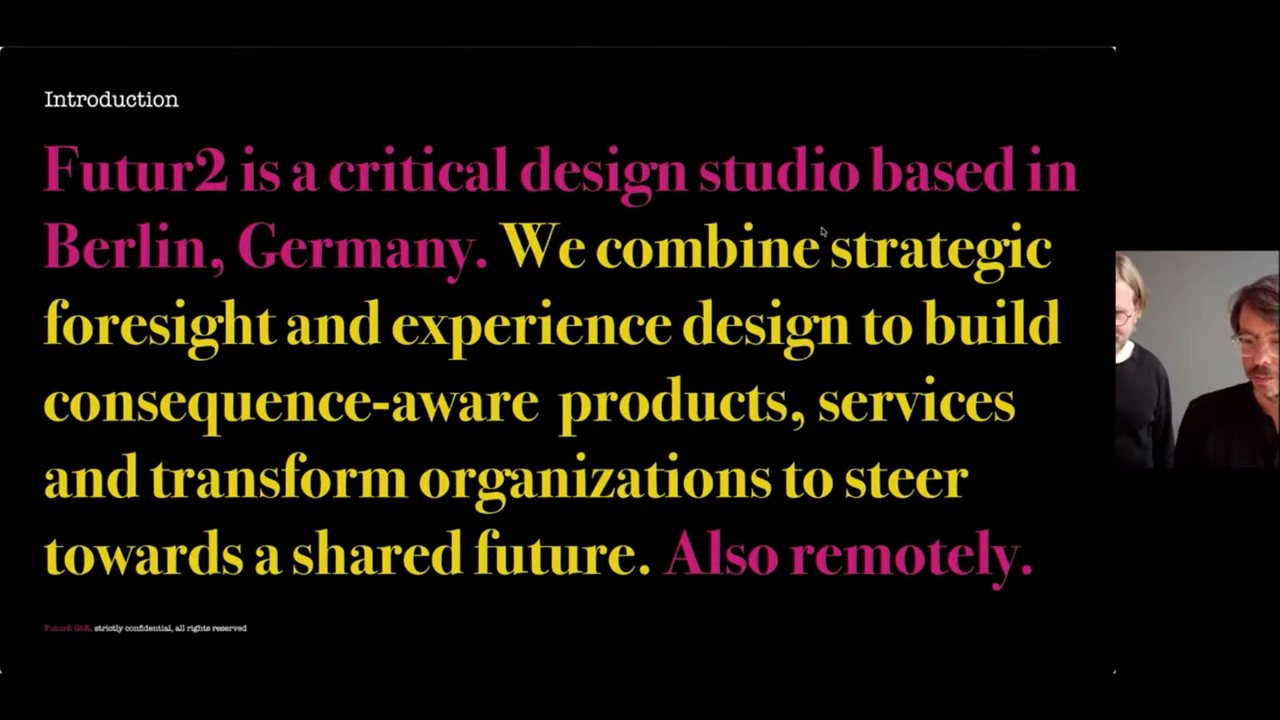 Introduction
Futur2 is a critical design studio based in
Berlin, Germany. We combine strategic
foresight and experience design to build
consequence-aware products, services
and transform organizations to steer
towards a shared future. Also remotely.
Futur2 GbR, strictly confidential, all rights reserved